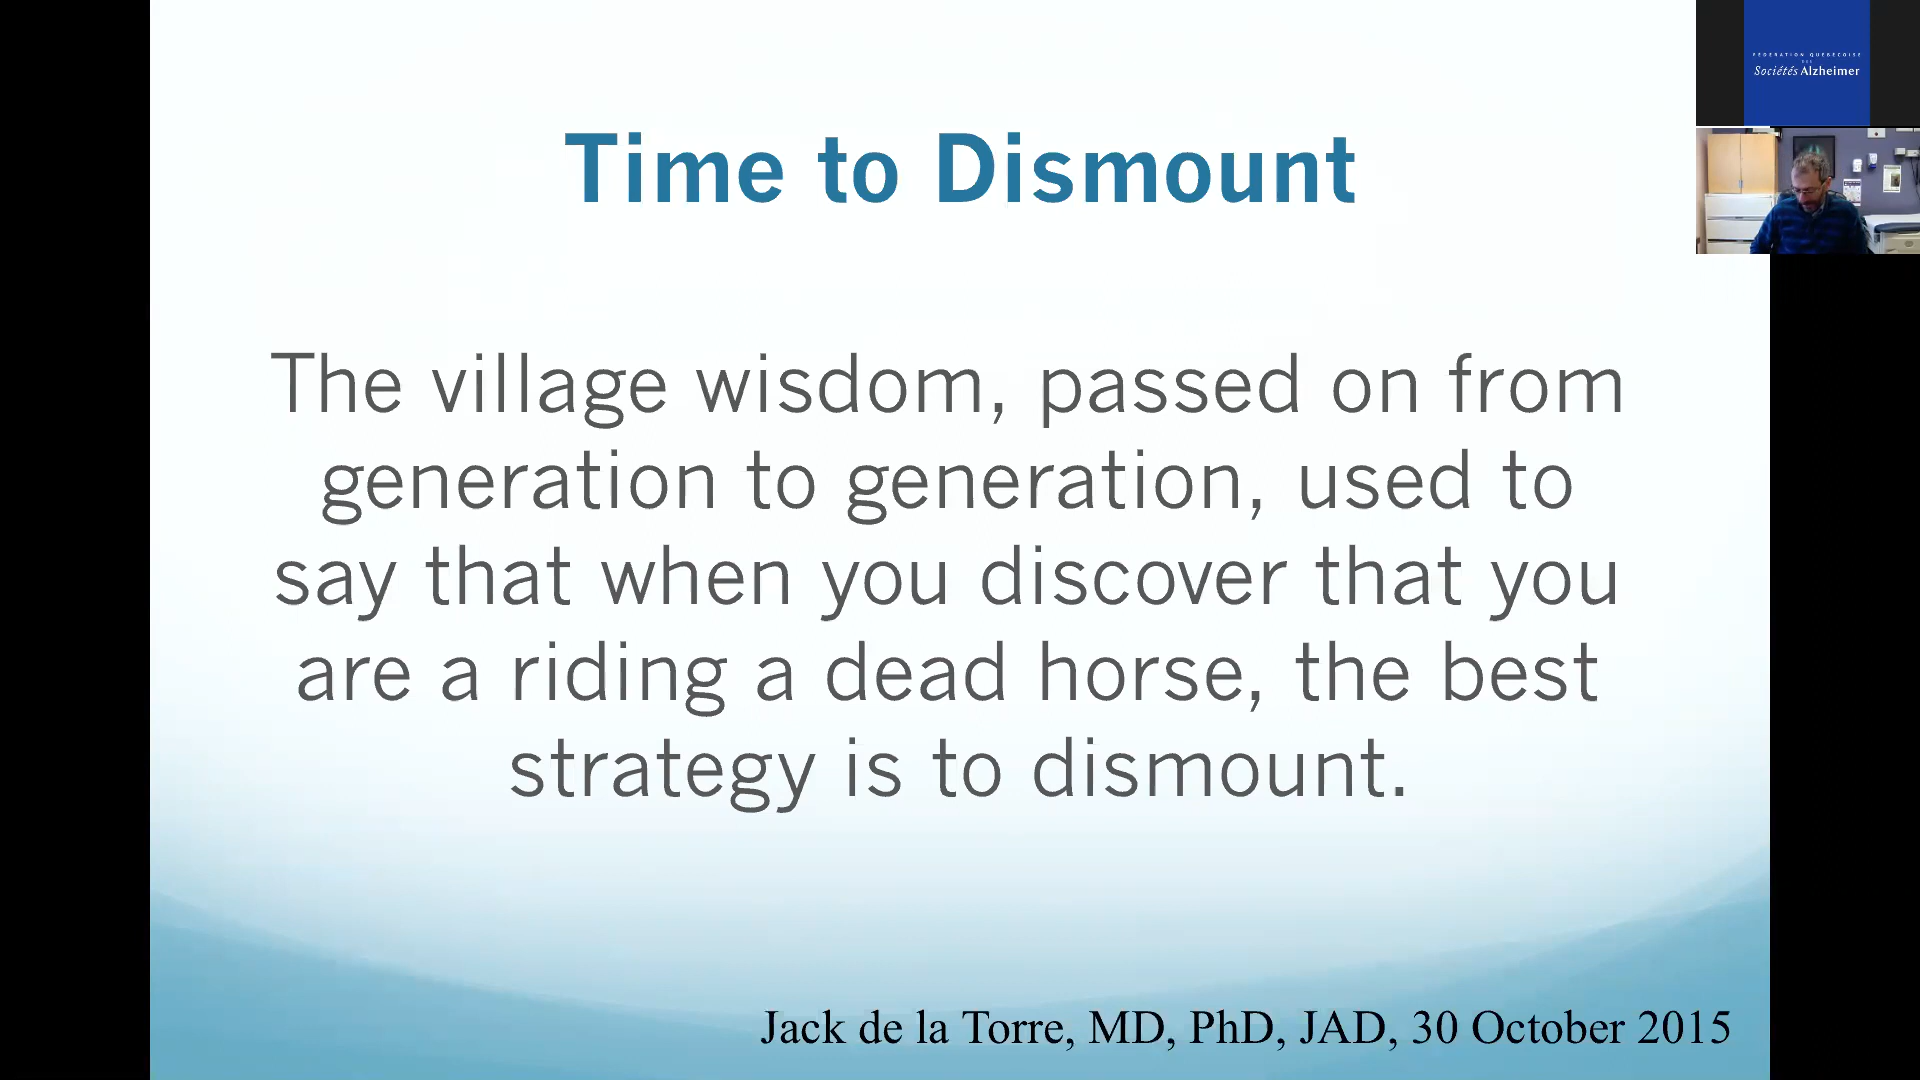 Time to Dismount
The village wisdom, passed on from
generation to generation, used to
say that when you discover that you
are a riding a dead horse, the best
strategy is to dismount.
Jack de la Torre, MD, PhD, JAD, 30 October 2015
FÉDÉRATION QUÉBÉCOISE
DES
Sociétés Alzheimer